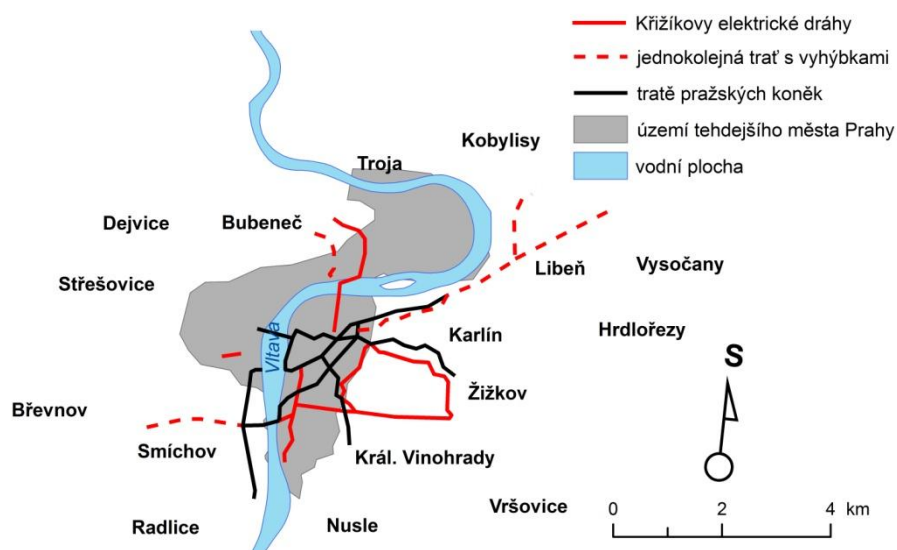 Křižíkovy elektrické dráhy
jednokolejná trať s vyhýbkami
tratě pražských koněk
území tehdejšího města Prahy
vodní plocha
Kobylisy
Troja
Dejvice
Bubeneč
Libeň
Vysočany
Střešovice
Vltava
Karlín
Hrdlořezy
S
Žižkov
Břevnov
Smíchov
Král. Vinohrady
Vršovice
Radlice
Nusle
0 2 4 km